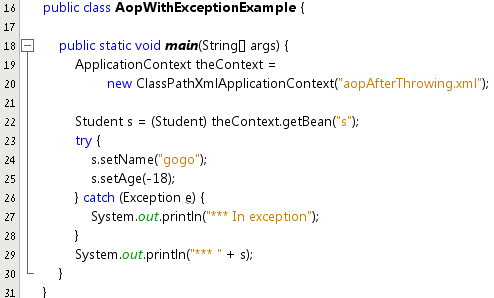 16 public class AopWithExceptionExample {
17
18 public static void main(String[] args) {
19 ApplicationContext theContext =
20 new ClassPathXmlApplicationContext("aopAfterThrowing.xml");
21
22 Student s = (Student) theContext.getBean("s");
23 try {
24 s.setName("gogo");
25 s.setAge(-18);
26 } catch (Exception e) {
27 System.out.println("*** In exception");
28 }
29 System.out.println("*** " + s);
30 }
31 }